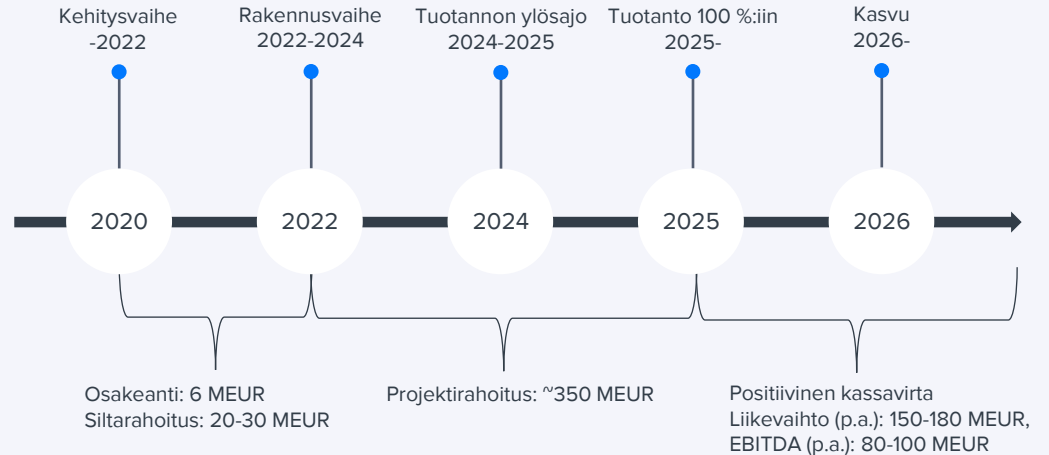 Kehitysvaihe
-2022
Rakennusvaihe
2022-2024
Tuotannon ylösajo
2024-2025
Tuotanto 100 %:iin
2025-
Kasvu
2026-
2020
2022
2024
2025
2026
Osakeanti: 6 MEUR
Siltarahoitus: 20-30 MEUR
Projektirahoitus: ~350 MEUR
Positiivinen kassavirta
Liikevaihto (p.a.): 150-180 MEUR,
EBITDA (p.a.): 80-100 MEUR